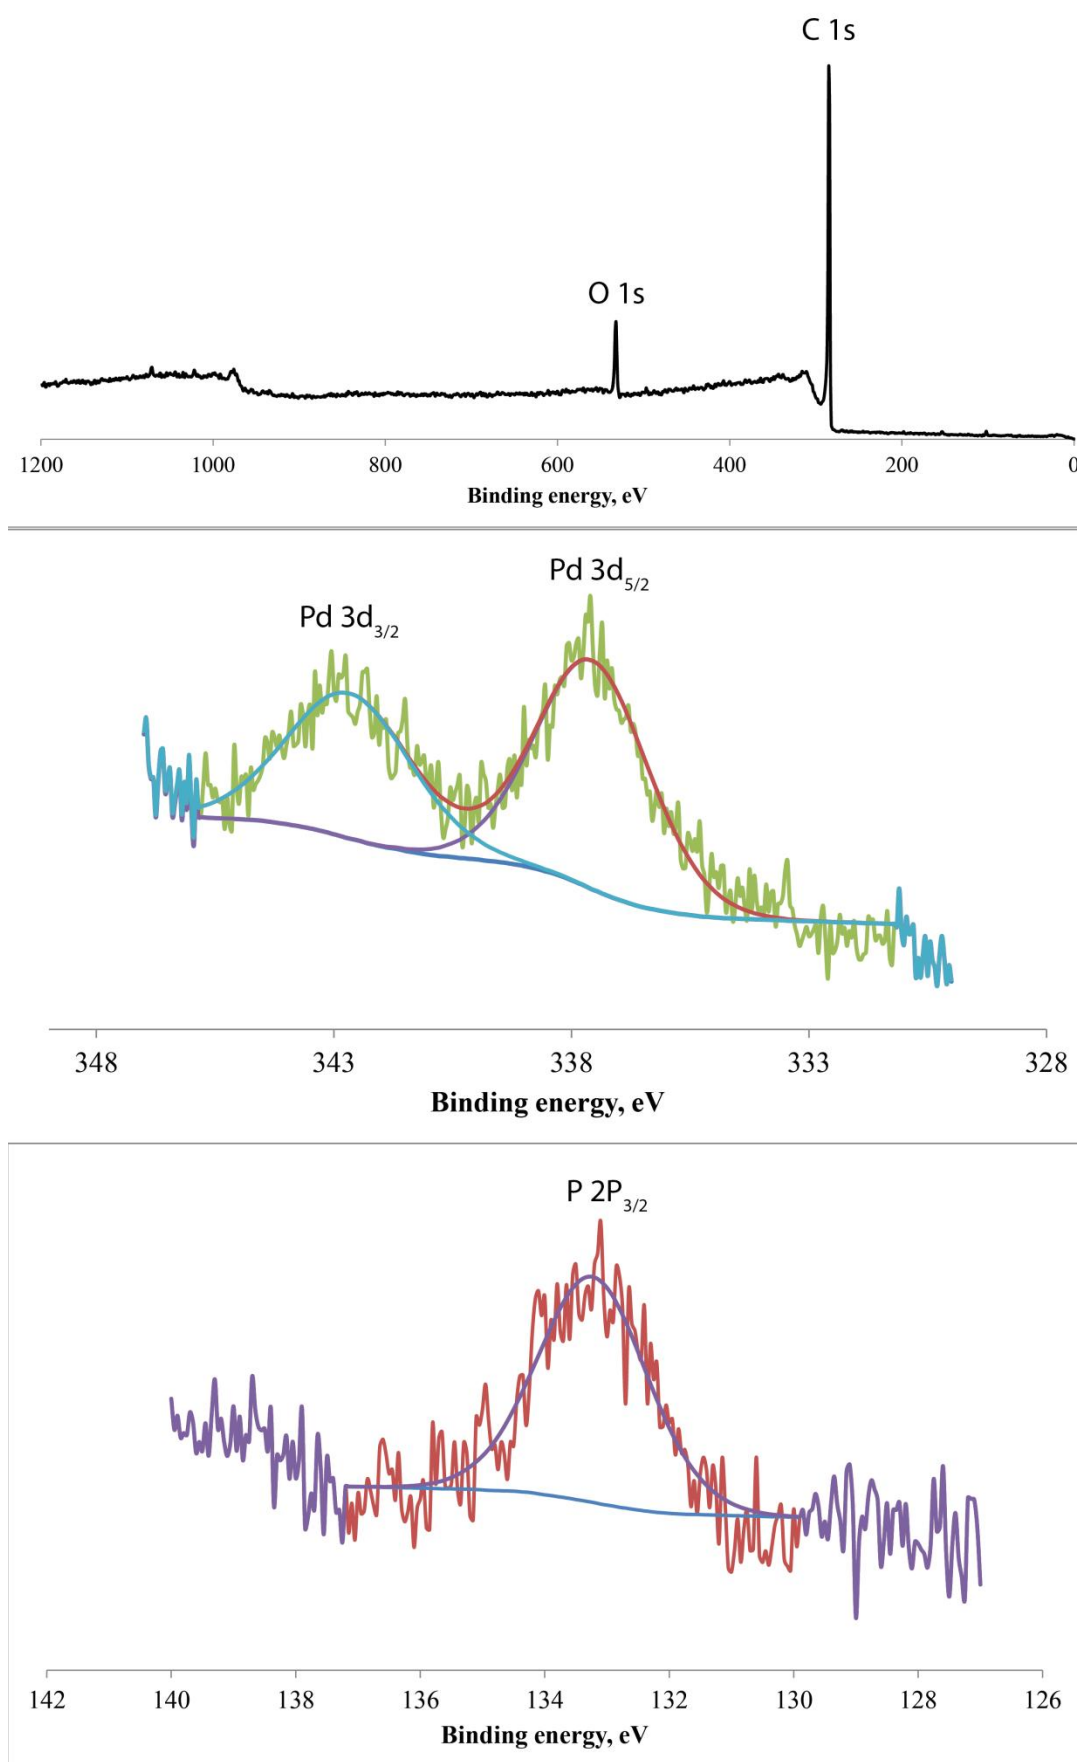 C 1s
O 1s
1200 1000 800 600 400 200 0
Binding energy, eV
Pd 3d5/2
Pd 3d3/2
348 343 338 333 328
Binding energy, eV
P 2P3/2
142 140 138 136 134 132 130 128 126
Binding energy, eV